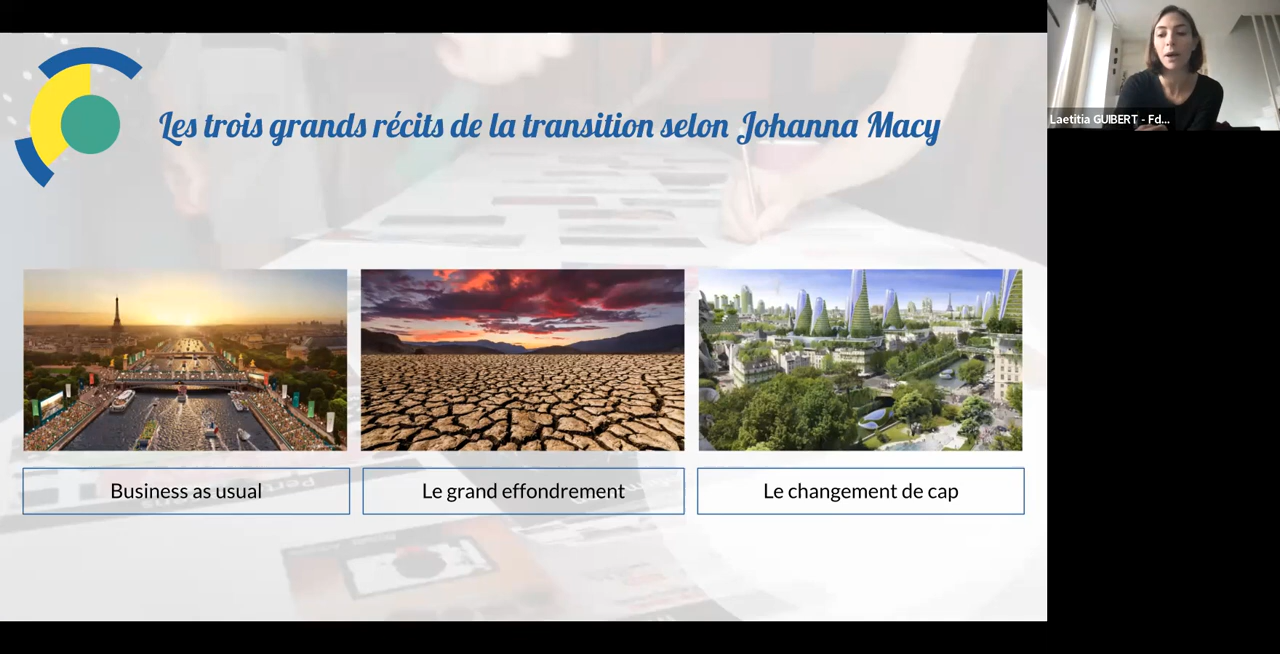 Les trois grands récits de la transition selon Johanna Macy
Laetitia GUIBERT - Fd...
Business as usual
Le grand effondrement
Le changement de cap